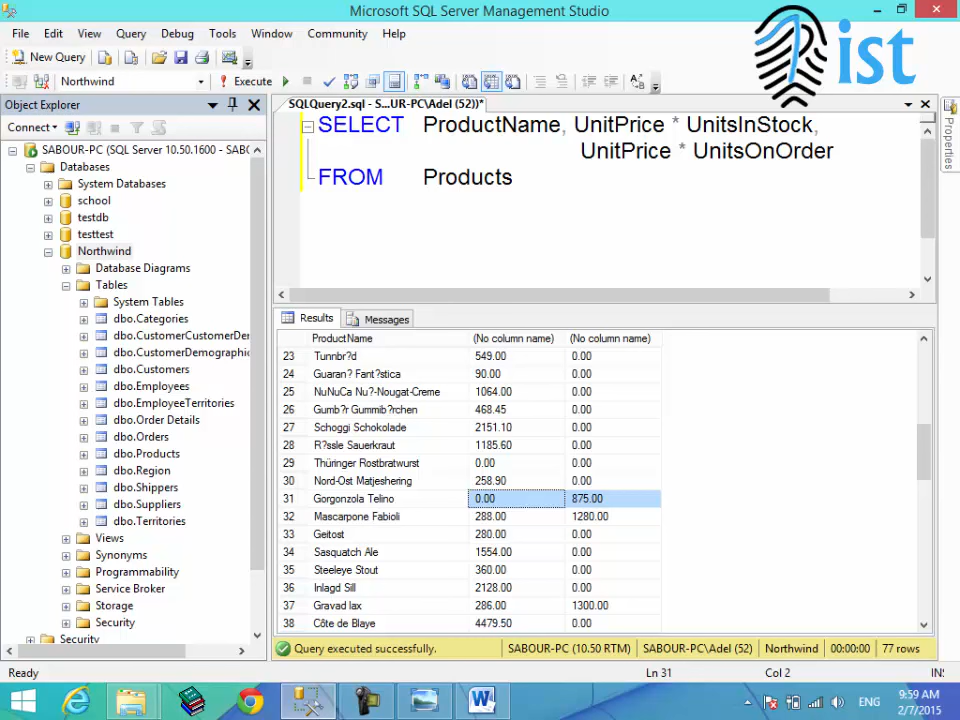 Microsoft SQL Server Management Studio
ist
File Edit View Query Debug Tools Window Community Help
New Query
Northwind
Execute
Object Explorer
SQLQuery2.sql - S...UR-PC\Adel (52))*
Properties
Connect
SABOUR-PC (SQL Server 10.50.1600 - SABO
Databases
System Databases
school
testdb
testtest
Northwind
Database Diagrams
Tables
System Tables
dbo.Categories
dbo.CustomerCustomerDer
dbo.CustomerDemographic
dbo.Customers
dbo.Employees
dbo.EmployeeTerritories
dbo.Order Details
dbo.Orders
dbo.Products
dbo.Region
dbo.Shippers
dbo.Suppliers
dbo.Territories
Views
Synonyms
Programmability
Service Broker
Storage
Security
Security
SELECT ProductName, UnitPrice * UnitsInStock,
UnitPrice * UnitsOnOrder
FROM Products
Results Messages
ProductName (No column name) (No column name)
23 Tunnbr?d 549.00 0.00
24 Guaran? Fant?stica 90.00 0.00
25 NuNuCa Nu?-Nougat-Creme 1064.00 0.00
26 Gumb?r Gummib?rchen 468.45 0.00
27 Schoggi Schokolade 2151.10 0.00
28 R?ssle Sauerkraut 1185.60 0.00
29 Thüringer Rostbratwurst 0.00 0.00
30 Nord-Ost Matjeshering 258.90 0.00
31 Gorgonzola Telino 0.00 875.00
32 Mascarpone Fabioli 288.00 1280.00
33 Geitost 280.00 0.00
34 Sasquatch Ale 1554.00 0.00
35 Steeleye Stout 360.00 0.00
36 Inlagd Sill 2128.00 0.00
37 Gravad lax 286.00 1300.00
38 Côte de Blaye 4479.50 0.00
Query executed successfully. SABOUR-PC (10.50 RTM) SABOUR-PC\Adel (52) Northwind 00:00:00 77 rows
Ready Ln 31 Col 2 IN:
ENG
9:59 AM
2/7/2015